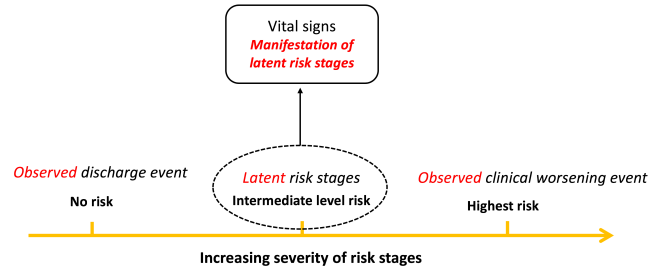 Vital signs
Manifestation of
latent risk stages
Observed discharge event
No risk
Latent risk stages
Intermediate level risk
Observed clinical worsening event
Highest risk
Increasing severity of risk stages